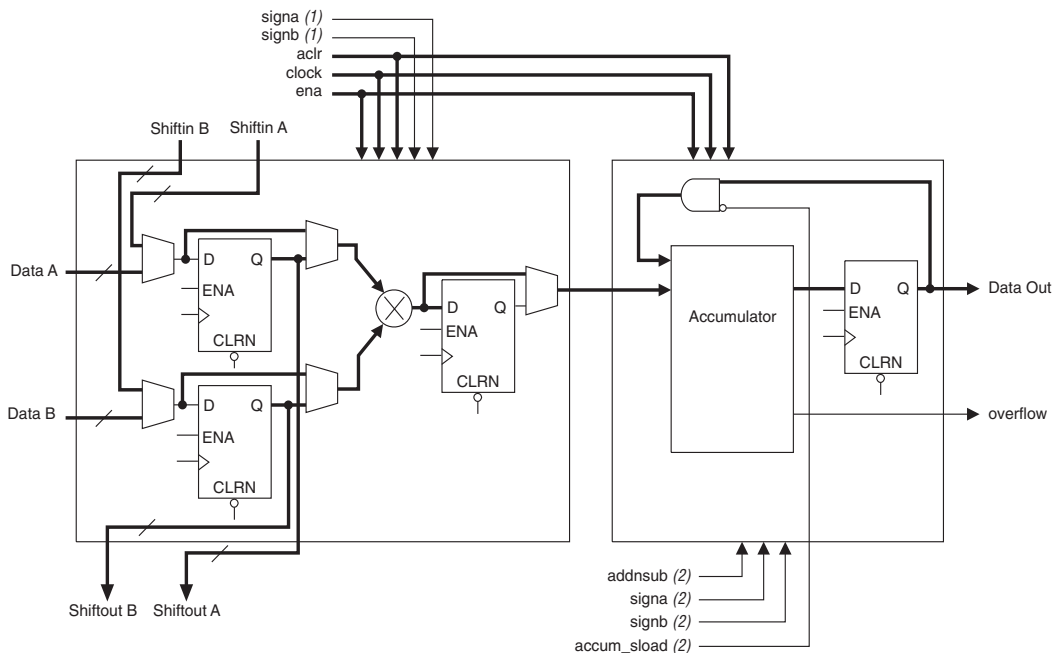 signa (1)
signb (1)
aclr
clock
ena
Shiftin B
Shiftin A
Data A
D Q
ENA
CLRN
Data B
D Q
ENA
CLRN
D Q
ENA
CLRN
Accumulator
D Q
ENA
CLRN
Data Out
overflow
Shiftout B
Shiftout A
addnsub (2)
signa (2)
signb (2)
accum_sload (2)